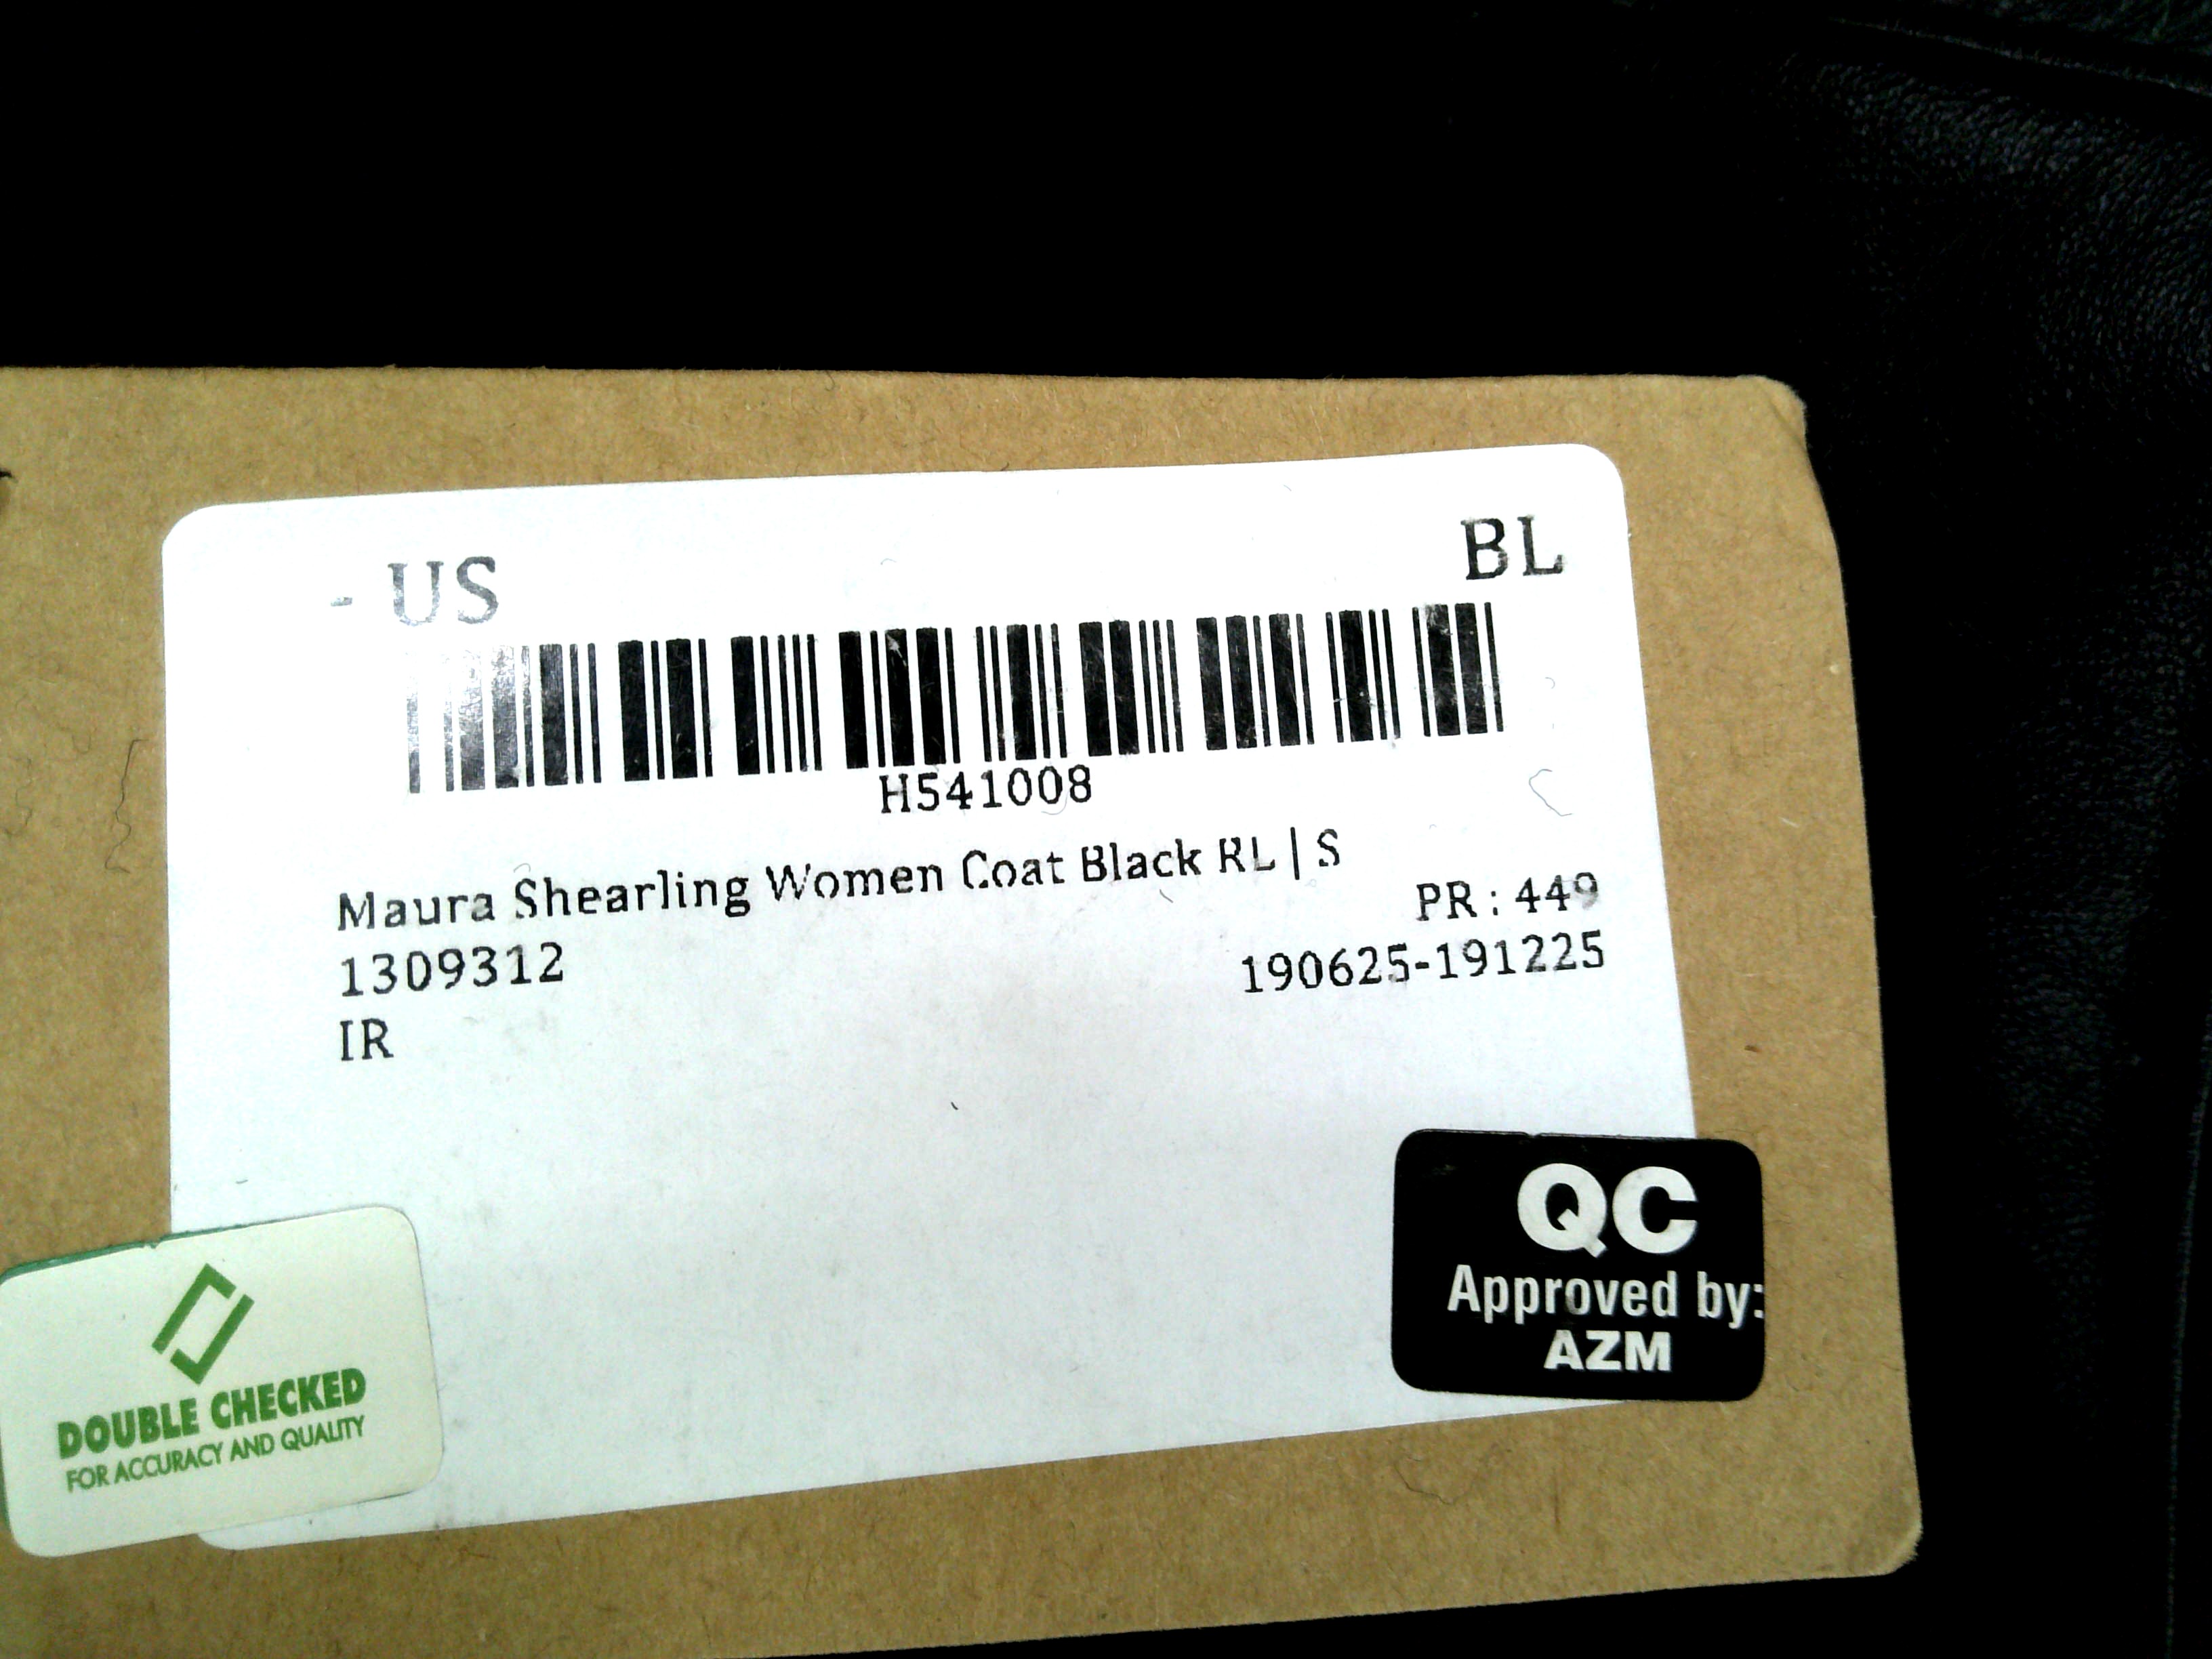 - US BL
H541008
Maura Shearling Women Coat Black RL | S
PR : 449
1309312 190625-191225
IR
QC
Approved by:
AZM
DOUBLE CHECKED
FOR ACCURACY AND QUALITY